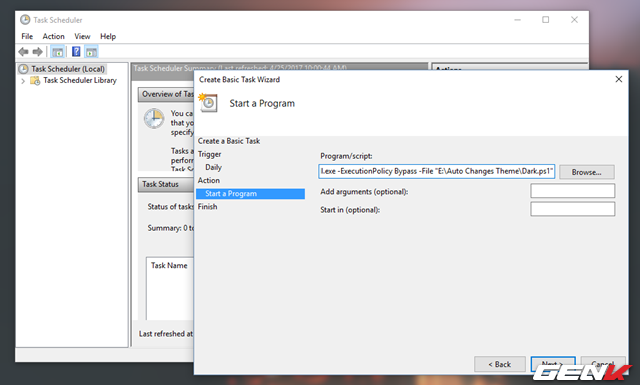 Task Scheduler
File Action View Help
Task Scheduler (Local)
Task Scheduler Library
Task Scheduler Summary (Last refreshed: 4/25/2017 10:00:44 AM)
Actions
Overview of Tas
You ca
that yo
specify
Tasks a
perforn
Task Status
Status of tasks
Summary: 0 to
Task Name
Last refreshed at
Create Basic Task Wizard
Start a Program
Create a Basic Task
Trigger
Daily
Action
Start a Program
Finish
Program/script:
l.exe -ExecutionPolicy Bypass -File "E:\Auto Changes Theme\Dark.ps1"
Browse...
Add arguments (optional):
Start in (optional):
< Back
Next >
Cancel
GENK